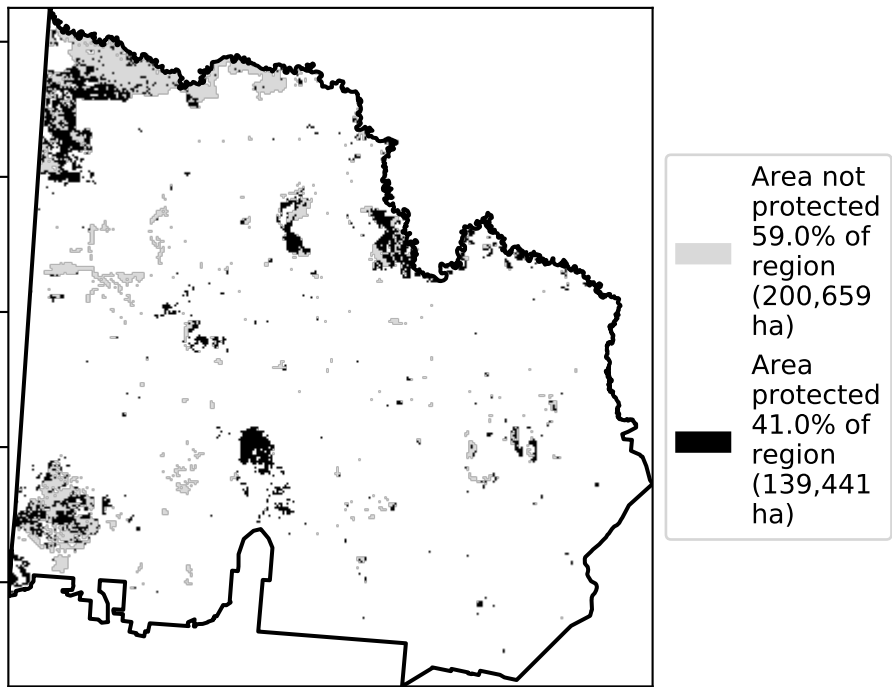 Area not
protected
59.0% of
region
(200,659
ha)
Area
protected
41.0% of
region
(139,441
ha)